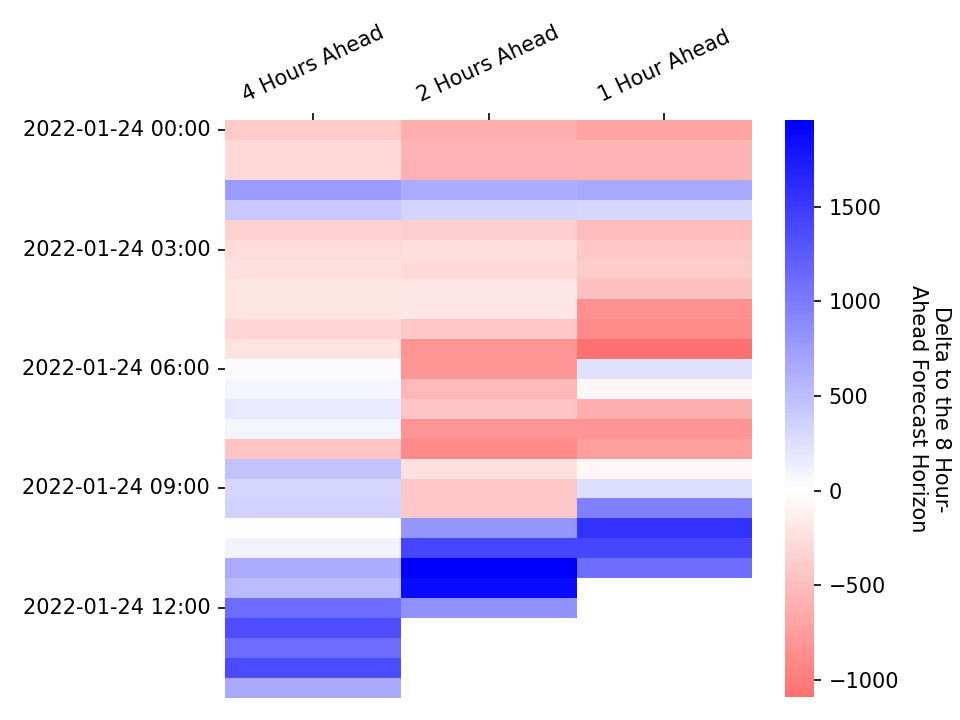 4 Hours Ahead
2 Hours Ahead
1 Hour Ahead
2022-01-24 00:00
2022-01-24 03:00
2022-01-24 06:00
2022-01-24 09:00
2022-01-24 12:00
1500
1000
500
0
−500
−1000
Delta to the 8 Hour-
Ahead Forecast Horizon